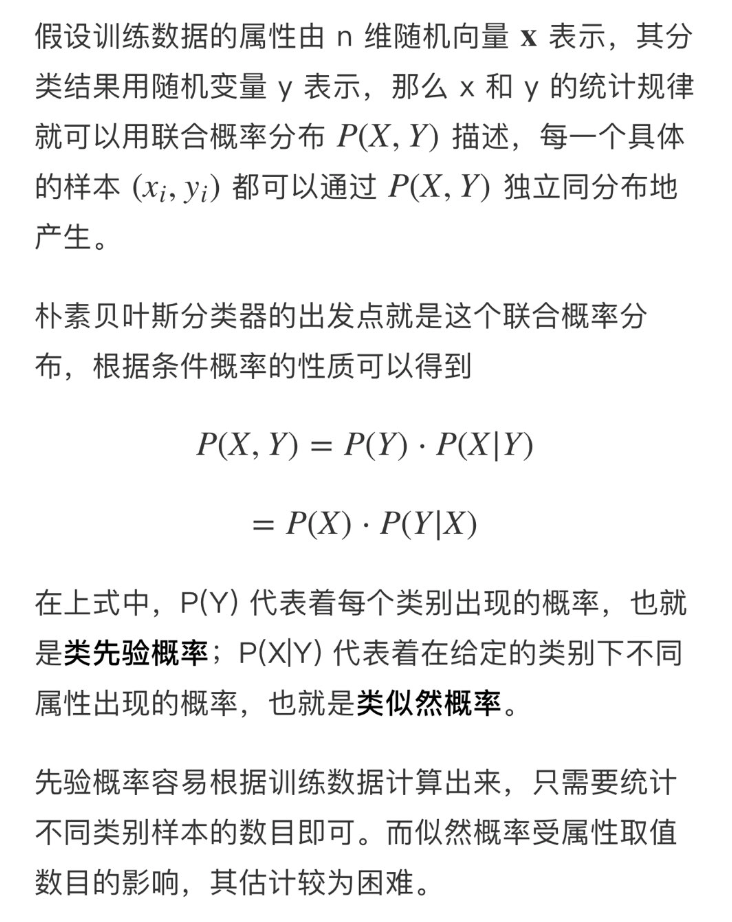 假设训练数据的属性由 n 维随机向量 x 表示，其分
类结果用随机变量 y 表示，那么 x 和 y 的统计规律
就可以用联合概率分布 P(X, Y) 描述，每一个具体
的样本 (xᵢ, yᵢ) 都可以通过 P(X, Y) 独立同分布地
产生。
朴素贝叶斯分类器的出发点就是这个联合概率分
布，根据条件概率的性质可以得到
P(X, Y) = P(Y) · P(X|Y)
= P(X) · P(Y|X)
在上式中，P(Y) 代表着每个类别出现的概率，也就
是类先验概率；P(X|Y) 代表着在给定的类别下不同
属性出现的概率，也就是类似然概率。
先验概率容易根据训练数据计算出来，只需要统计
不同类别样本的数目即可。而似然概率受属性取值
数目的影响，其估计较为困难。